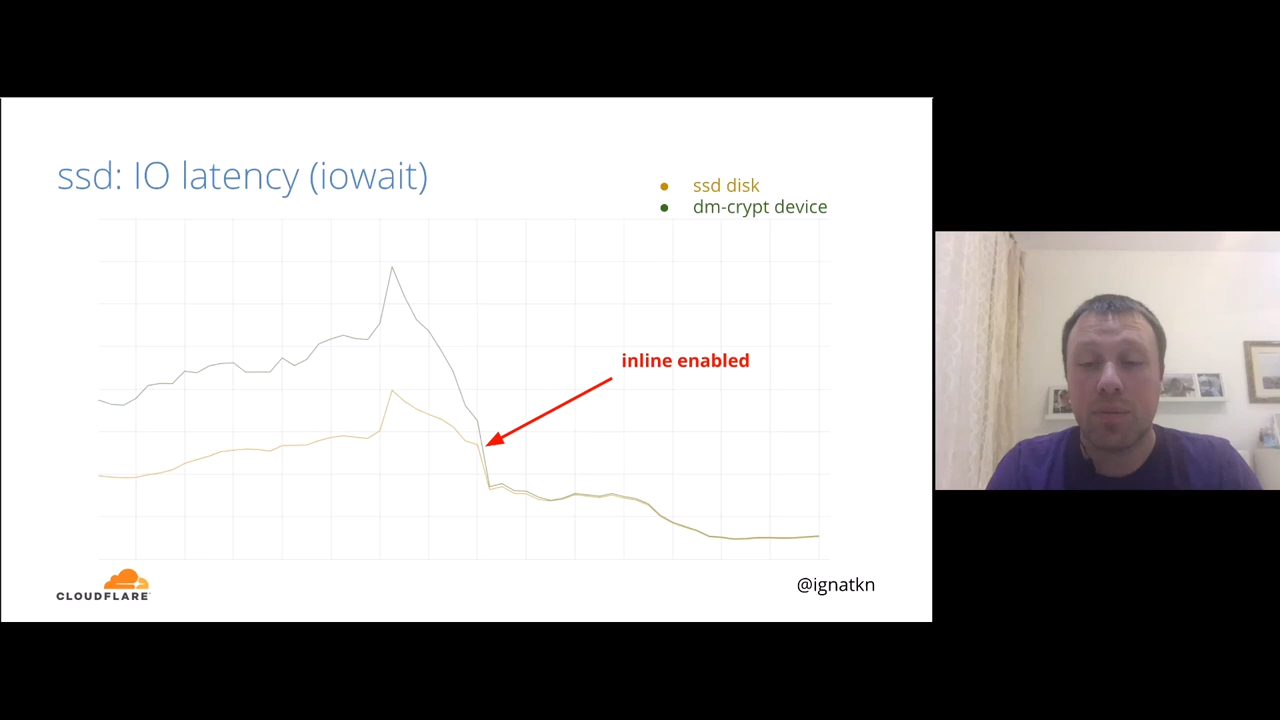 ssd: IO latency (iowait)
ssd disk
dm-crypt device
inline enabled
CLOUDFLARE
@ignatkn